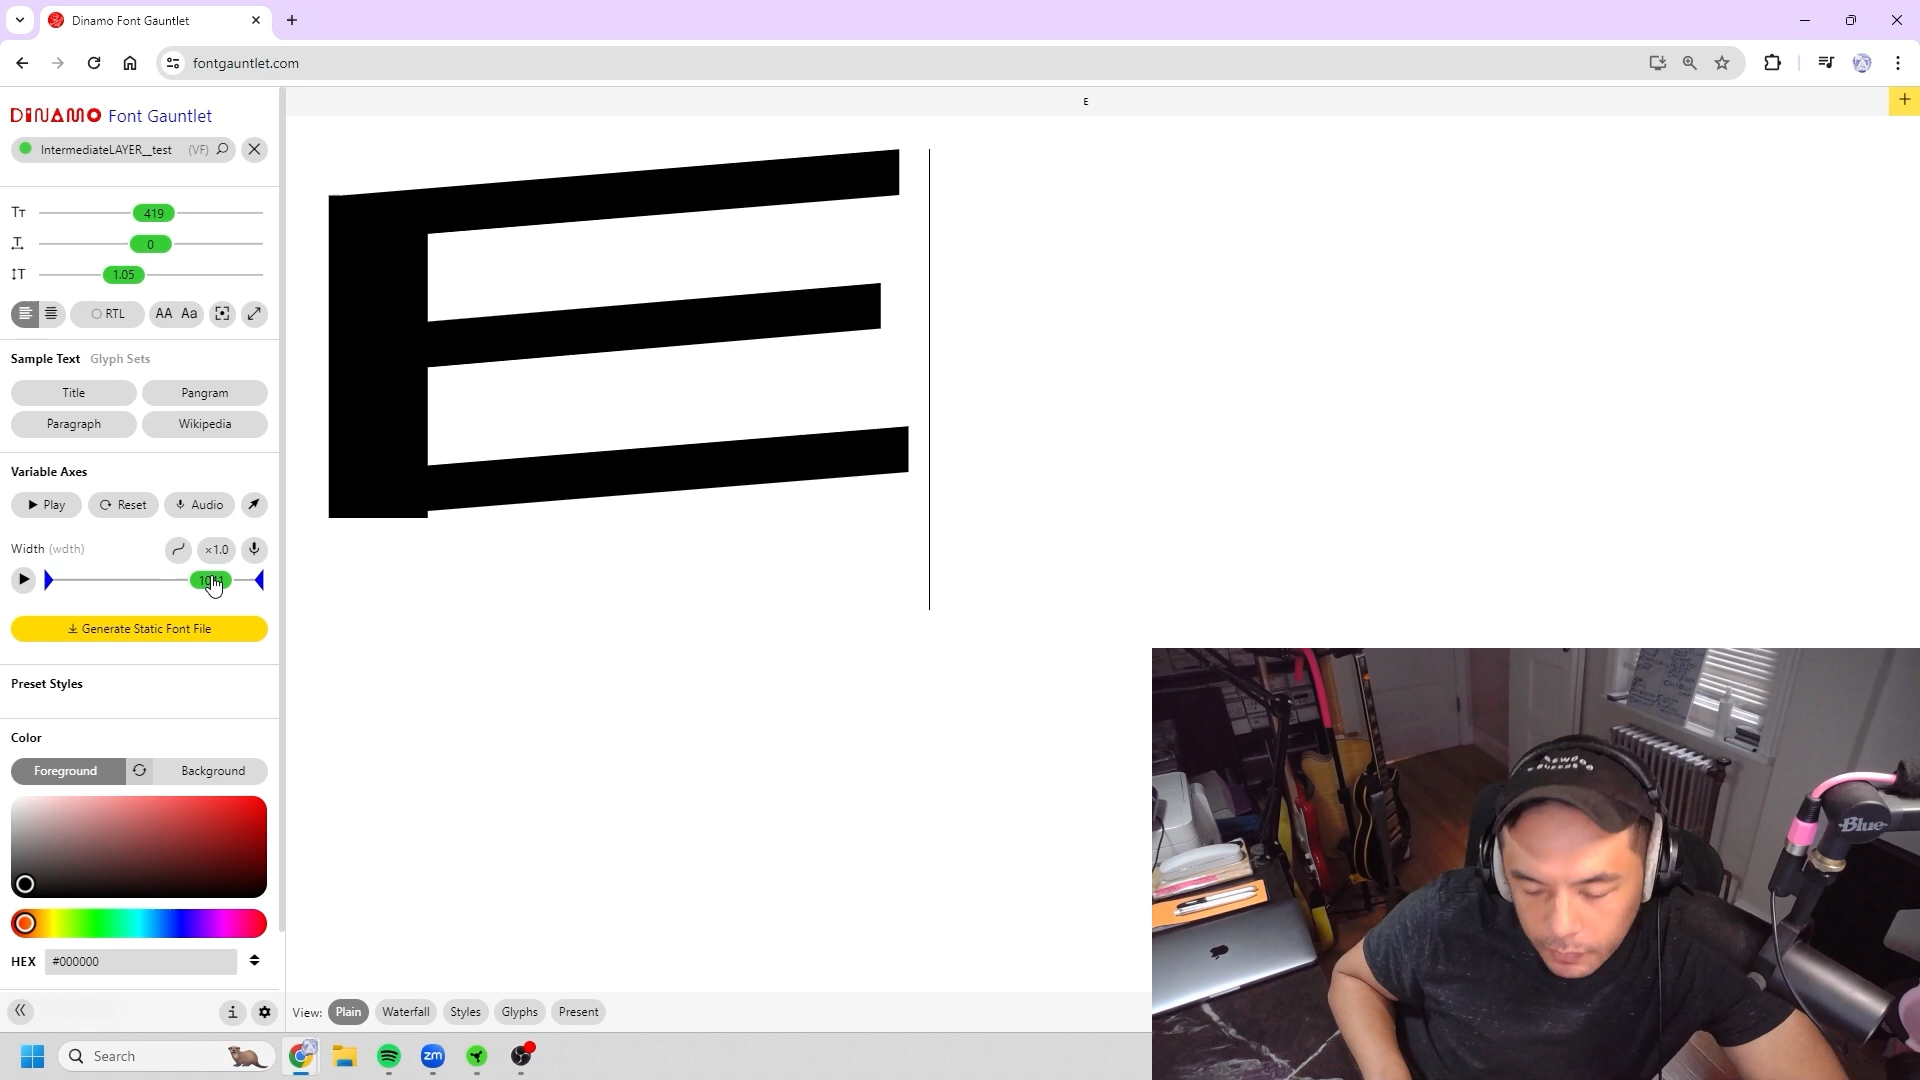 Dinamo Font Gauntlet
fontgauntlet.com
DINAMO Font Gauntlet
IntermediateLAYER__test (VF)
419
0
1.05
RTL
AA Aa
Sample Text Glyph Sets
Title Pangram
Paragraph Wikipedia
Variable Axes
Play Reset Audio
Width (wdth) ×1.0
Generate Static Font File
Preset Styles
Color
Foreground Background
HEX #000000
E
E
View: Plain Waterfall Styles Glyphs Present
Search
zm
Blue